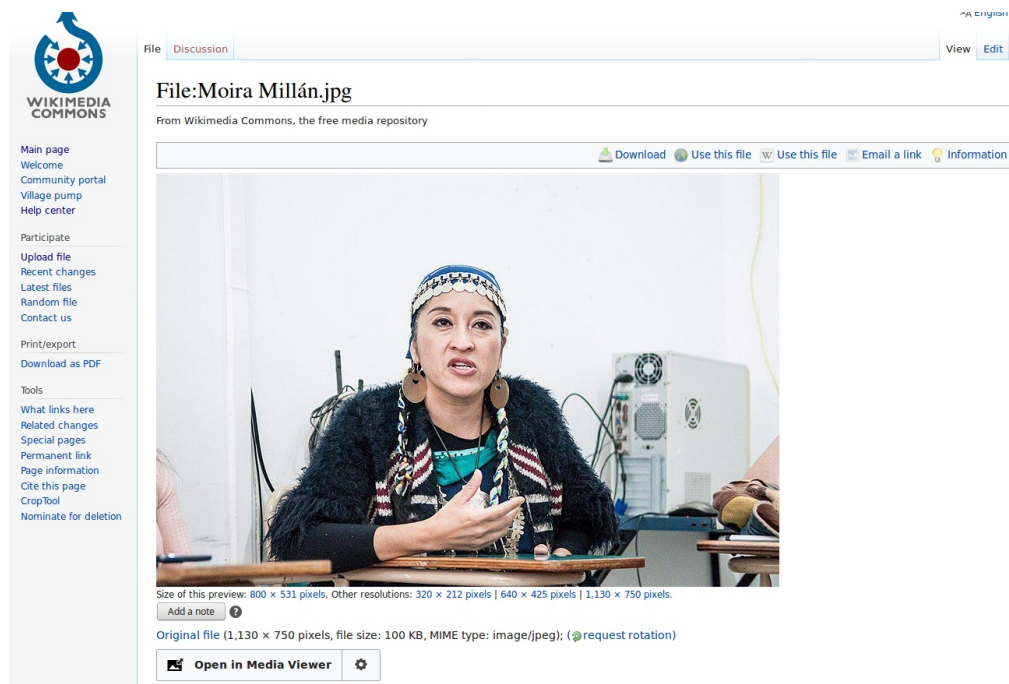 English
WIKIMEDIA
COMMONS
Main page
Welcome
Community portal
Village pump
Help center
Participate
Upload file
Recent changes
Latest files
Random file
Contact us
Print/export
Download as PDF
Tools
What links here
Related changes
Special pages
Permanent link
Page information
Cite this page
CropTool
Nominate for deletion
File Discussion View Edit
File:Moira Millán.jpg
From Wikimedia Commons, the free media repository
Download Use this file W Use this file Email a link Information
Size of this preview: 800 × 531 pixels. Other resolutions: 320 × 212 pixels | 640 × 425 pixels | 1,130 × 750 pixels.
Add a note ?
Original file (1,130 × 750 pixels, file size: 100 KB, MIME type: image/jpeg); (request rotation)
Open in Media Viewer